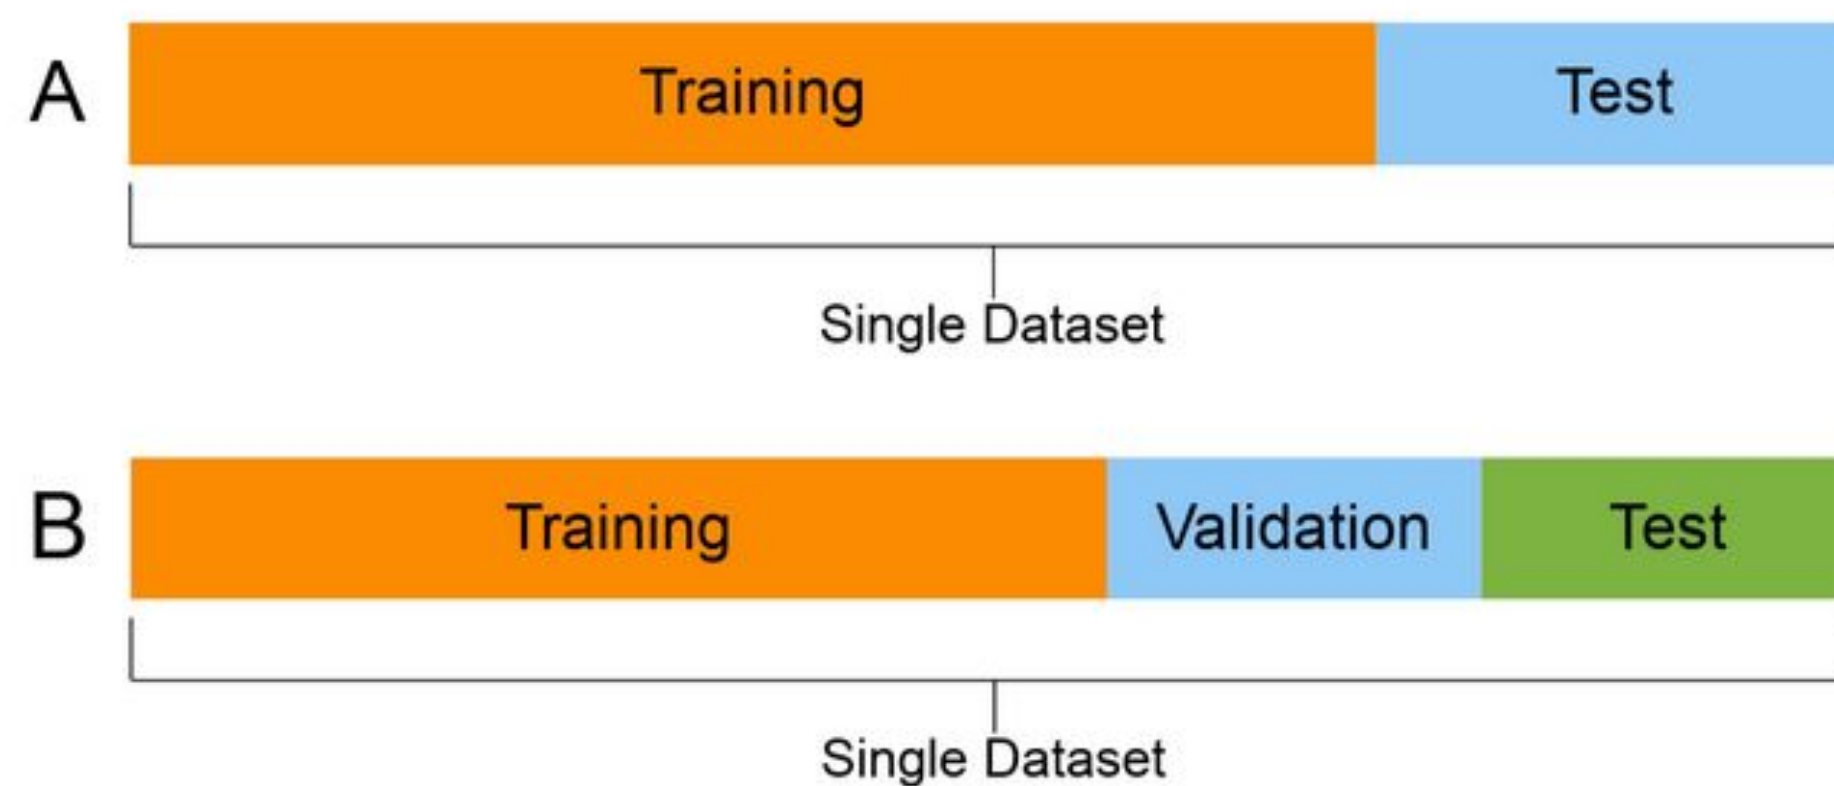 A
Training Test
Single Dataset
B
Training Validation Test
Single Dataset